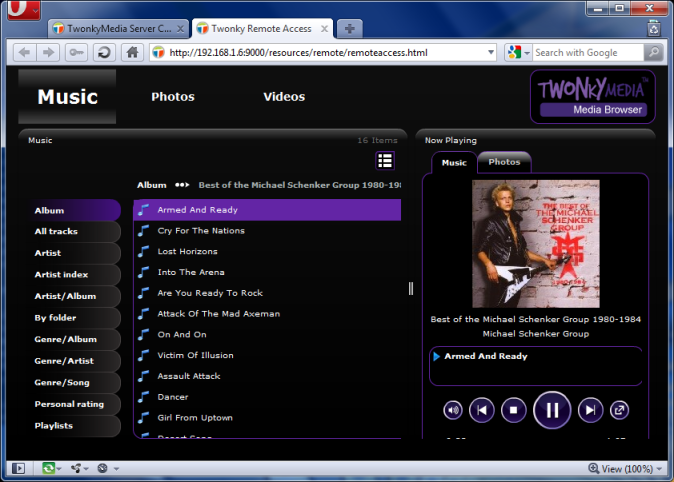 TwonkyMedia Server C...
Twonky Remote Access
http://192.168.1.6:9000/resources/remote/remoteaccess.html
Search with Google
Music
Photos
Videos
TWONKYMEDIA
Media Browser
Music
16 Items
Album
Best of the Michael Schenker Group 1980-198
Album
All tracks
Artist
Artist index
Artist/Album
By folder
Genre/Album
Genre/Artist
Genre/Song
Personal rating
Playlists
Armed And Ready
Cry For The Nations
Lost Horizons
Into The Arena
Are You Ready To Rock
Attack Of The Mad Axeman
On And On
Victim Of Illusion
Assault Attack
Dancer
Girl From Uptown
Desert Song
Now Playing
Music
Photos
THE BEST OF
THE MICHAEL
SCHENKER
GROUP
Best of the Michael Schenker Group 1980-1984
Michael Schenker Group
Armed And Ready
View (100%)